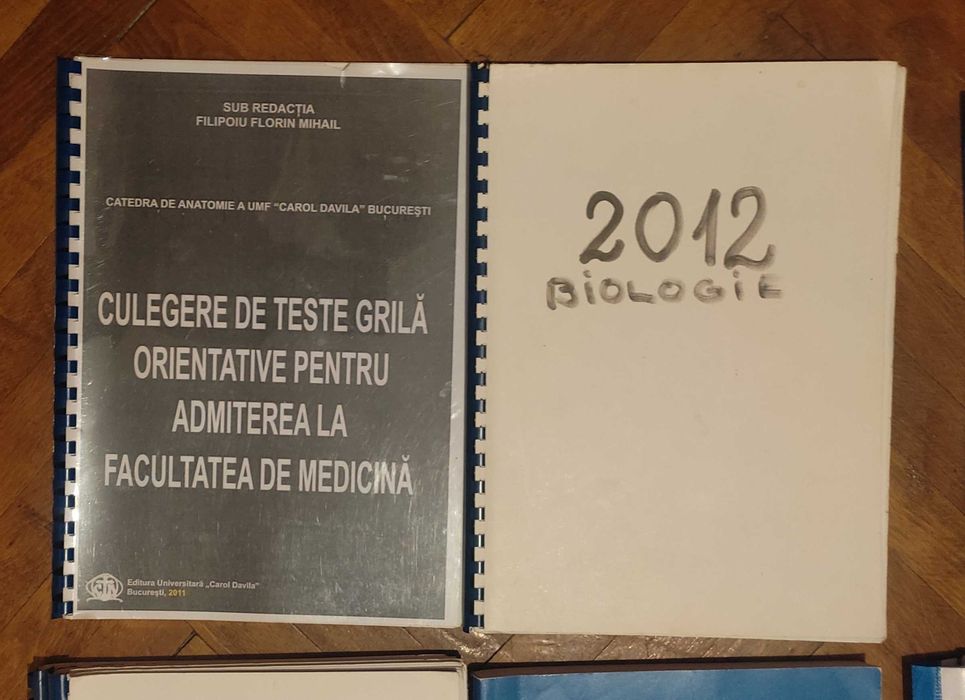 SUB REDACȚIA
FILIPOIU FLORIN MIHAIL
CATEDRA DE ANATOMIE A UMF "CAROL DAVILA" BUCUREȘTI
CULEGERE DE TESTE GRILĂ
ORIENTATIVE PENTRU
ADMITEREA LA
FACULTATEA DE MEDICINĂ
Editura Universitară „Carol Davila"
București, 2011
2012
BIOLOGIE